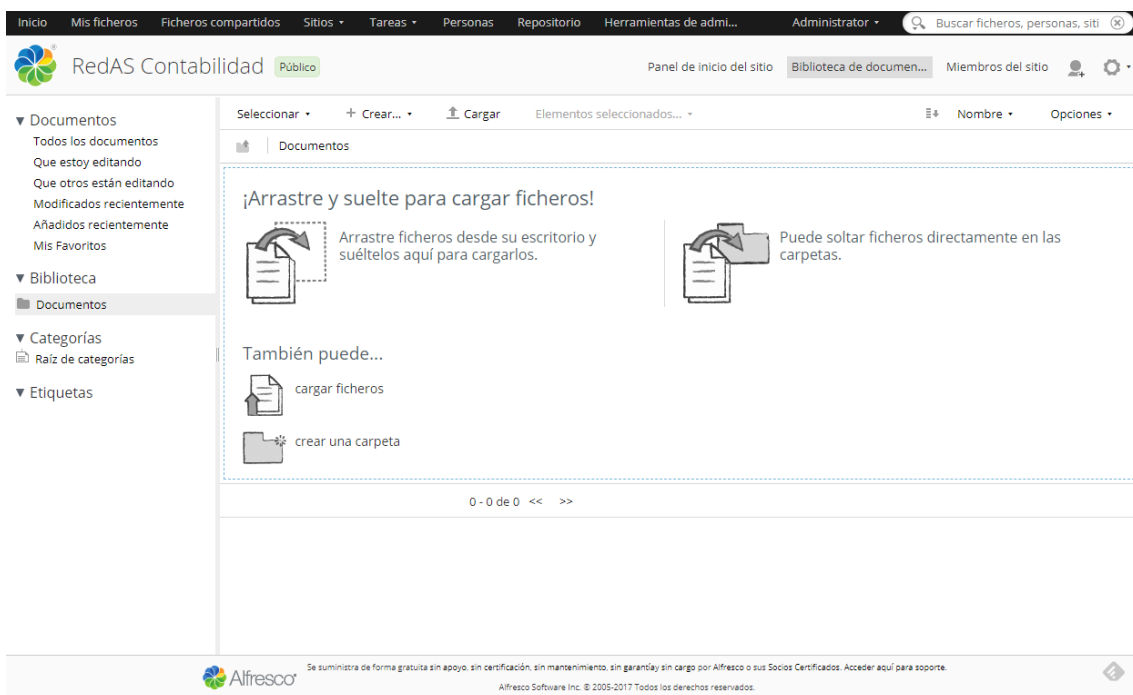 Inicio Mis ficheros Ficheros compartidos Sitios Tareas Personas Repositorio Herramientas de admi... Administrator Buscar ficheros, personas, siti
RedAS Contabilidad Público Panel de inicio del sitio Biblioteca de documen... Miembros del sitio
Seleccionar + Crear... Cargar Elementos seleccionados... Nombre Opciones
Documentos
Documentos
Todos los documentos
Que estoy editando
Que otros están editando
Modificados recientemente
Añadidos recientemente
Mis Favoritos
Biblioteca
Documentos
Categorías
Raíz de categorías
Etiquetas
¡Arrastre y suelte para cargar ficheros!
Arrastre ficheros desde su escritorio y
suéltelos aquí para cargarlos.
Puede soltar ficheros directamente en las
carpetas.
También puede...
cargar ficheros
crear una carpeta
0 - 0 de 0 << >>
Alfresco
Se suministra de forma gratuita sin apoyo, sin certificación, sin mantenimiento, sin garantíay sin cargo por Alfresco o sus Socios Certificados. Acceder aquí para soporte.
Alfresco Software Inc. © 2005-2017 Todos los derechos reservados.